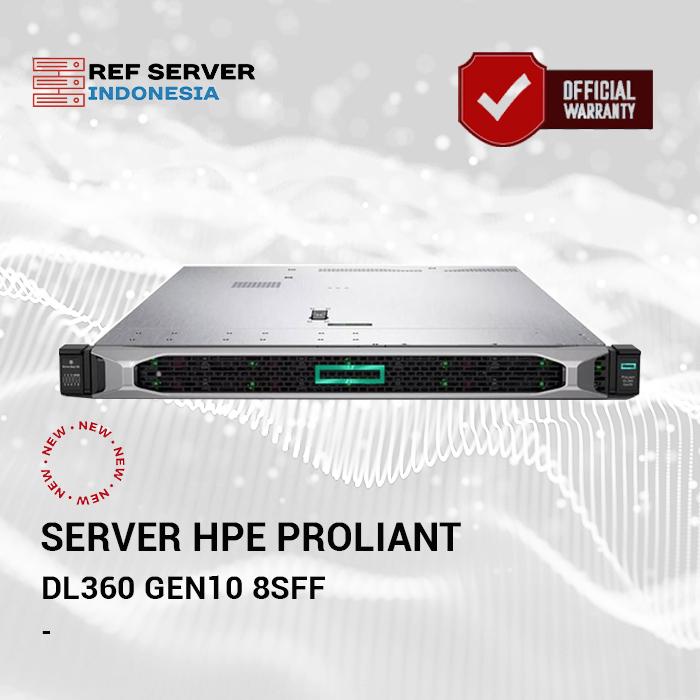 REF SERVER
INDONESIA
OFFICIAL
WARRANTY
NEW • NEW • NEW • NEW • NEW •
SERVER HPE PROLIANT
DL360 GEN10 8SFF
-